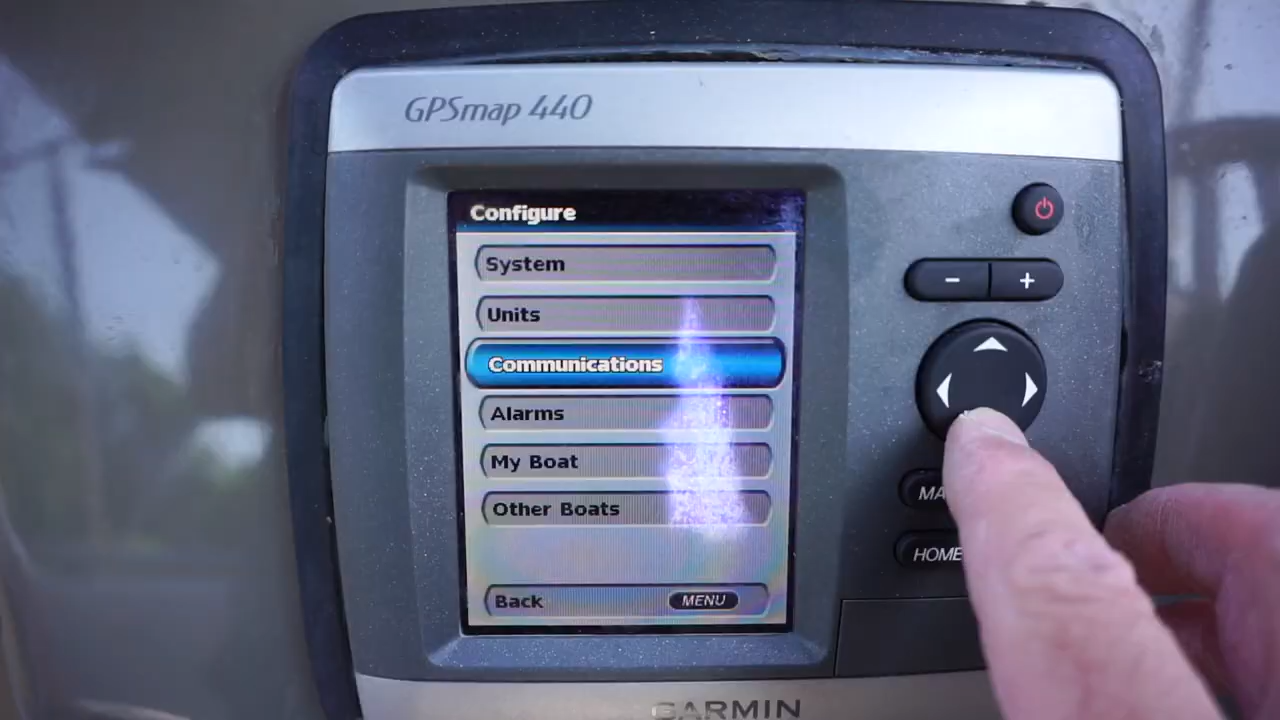 GPSmap 440
Configure
System
Units
Communications
Alarms
My Boat
Other Boats
Back MENU
- +
HOME
GARMIN